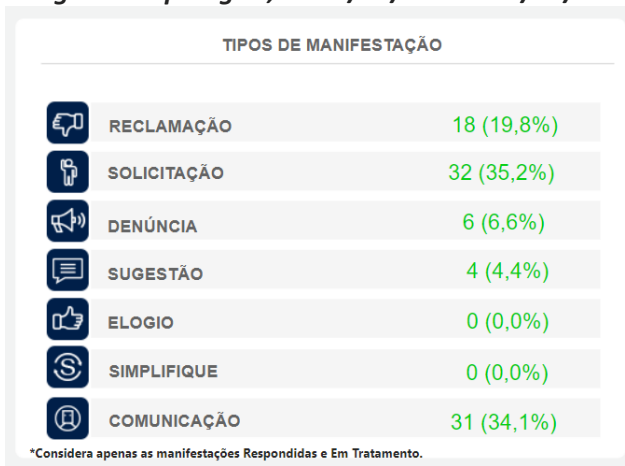 TIPOS DE MANIFESTAÇÃO
RECLAMAÇÃO 18 (19,8%)
SOLICITAÇÃO 32 (35,2%)
DENÚNCIA 6 (6,6%)
SUGESTÃO 4 (4,4%)
ELOGIO 0 (0,0%)
SIMPLIFIQUE 0 (0,0%)
COMUNICAÇÃO 31 (34,1%)
*Considera apenas as manifestações Respondidas e Em Tratamento.